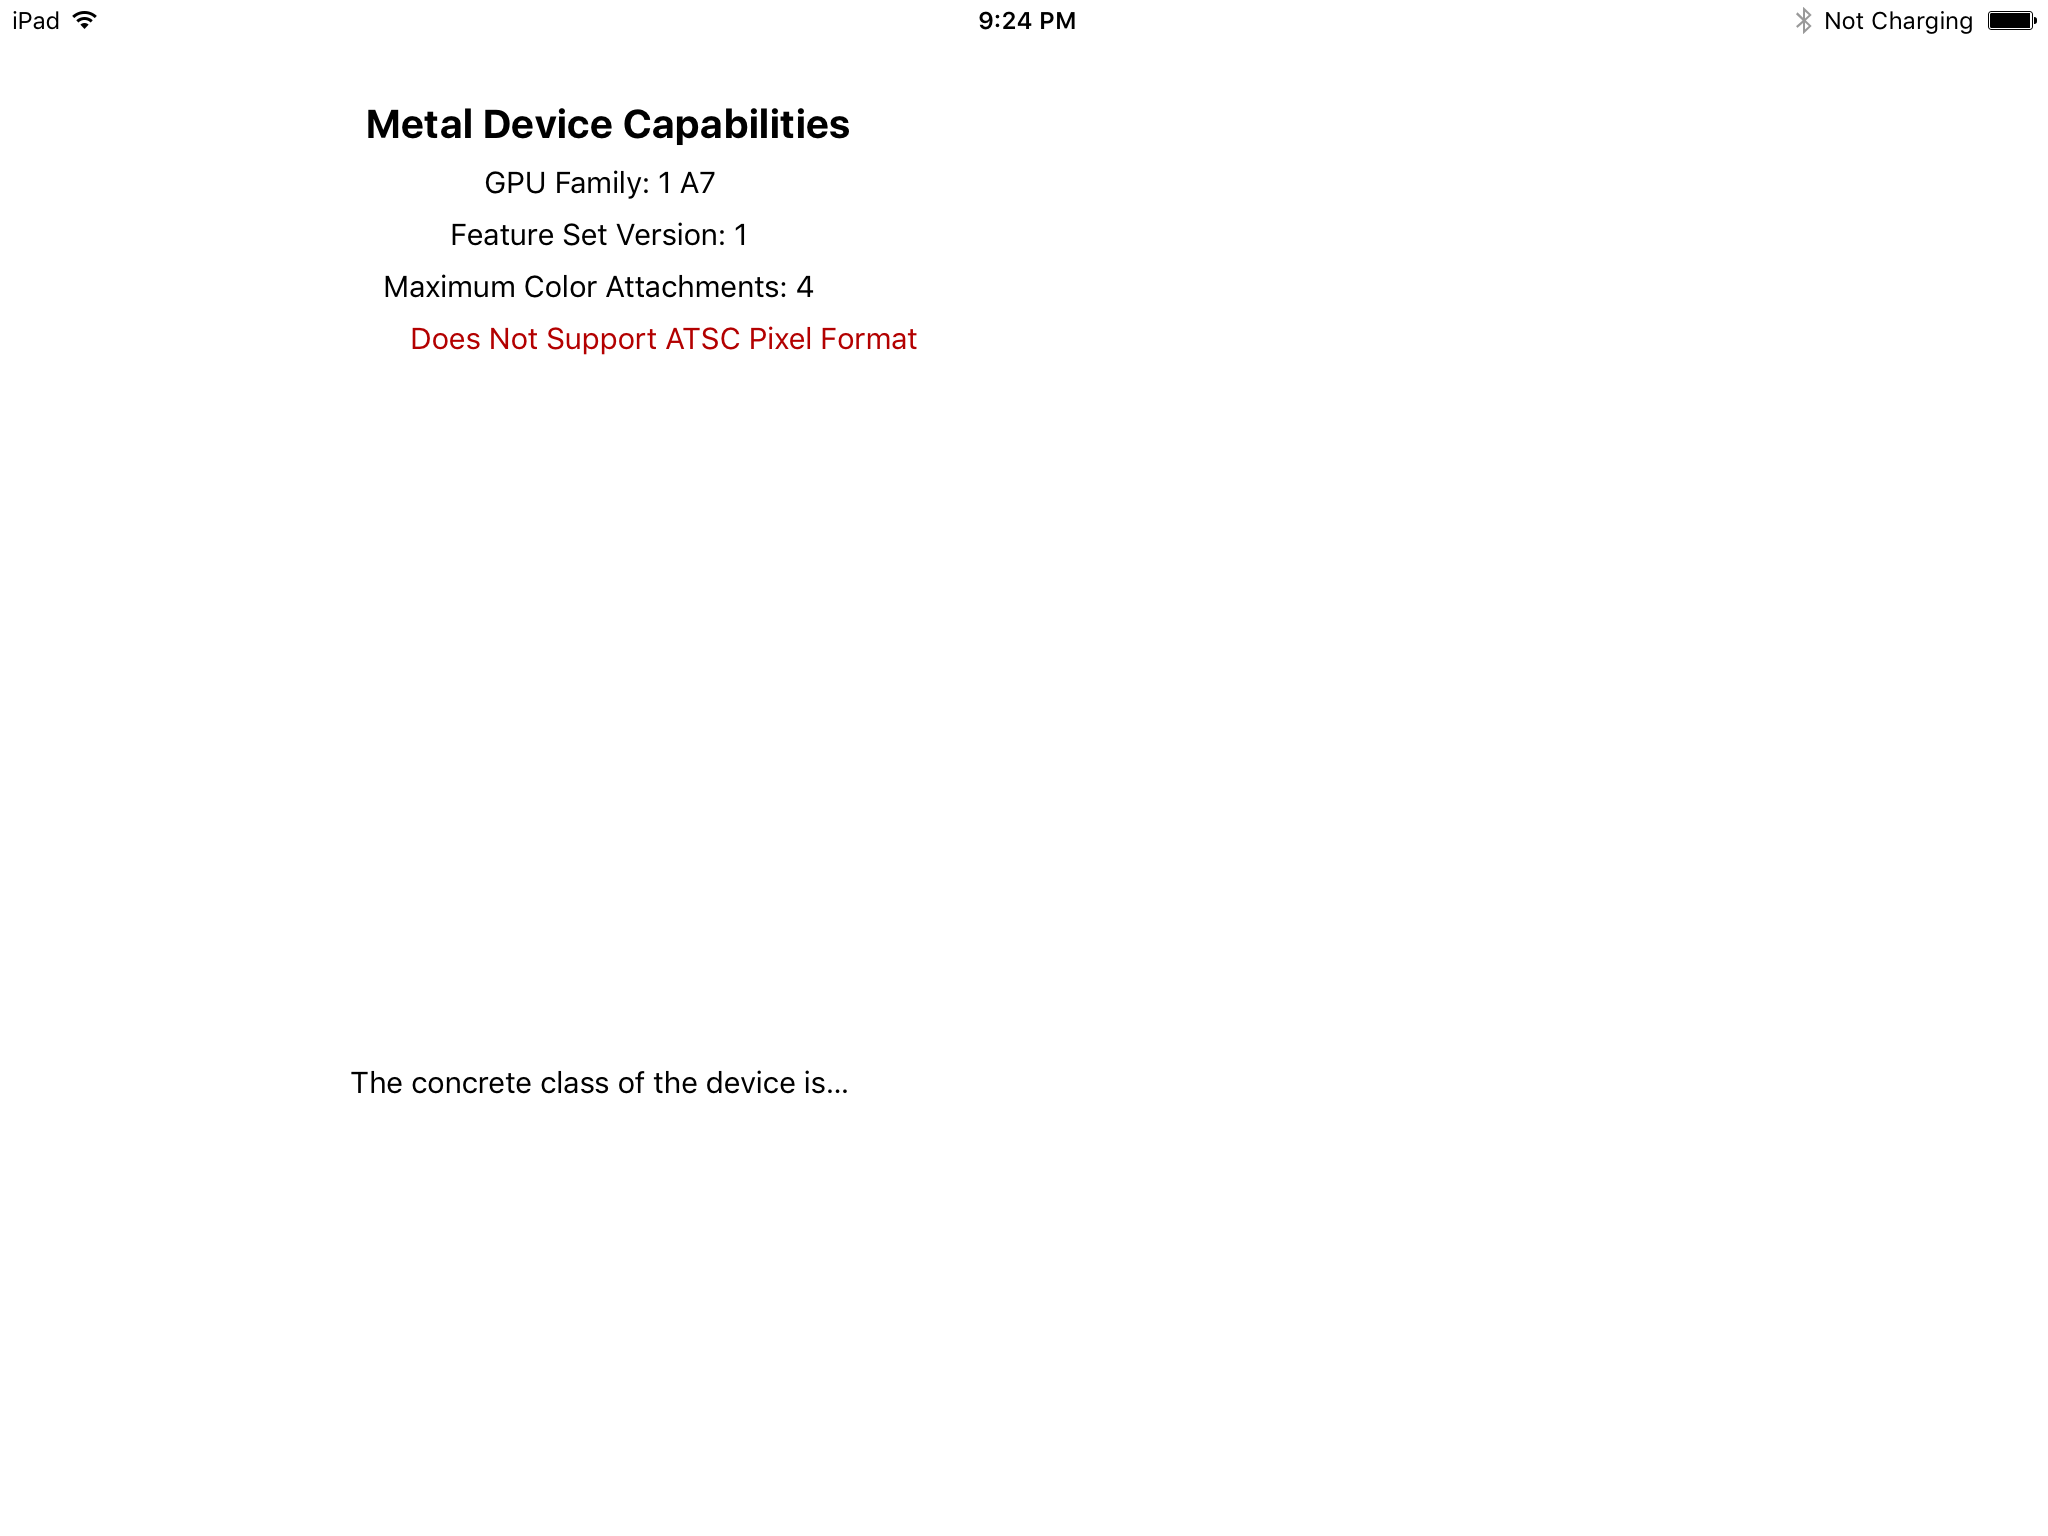 iPad 9:24 PM Not Charging
Metal Device Capabilities
GPU Family: 1 A7
Feature Set Version: 1
Maximum Color Attachments: 4
Does Not Support ATSC Pixel Format
The concrete class of the device is...